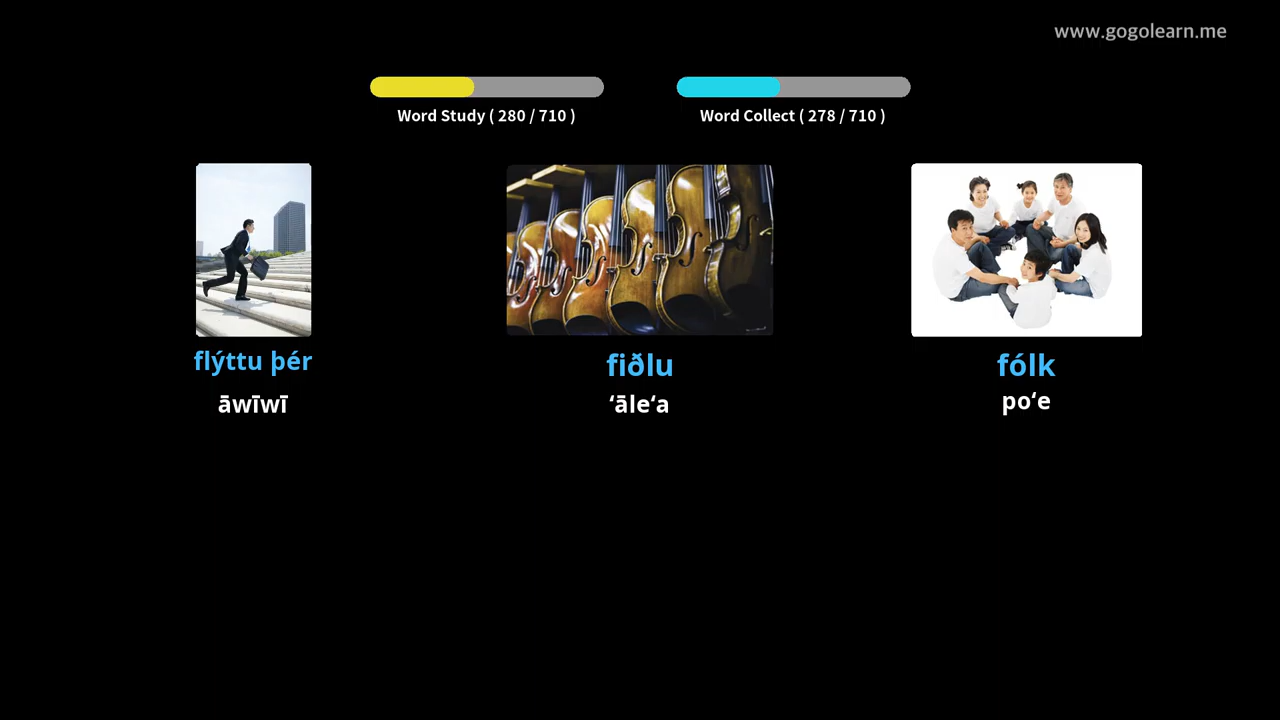 www.gogolearn.me
Word Study ( 280 / 710 )
Word Collect ( 278 / 710 )
flýttu þér
fiðlu
fólk
āwīwī
ʻāleʻa
poʻe